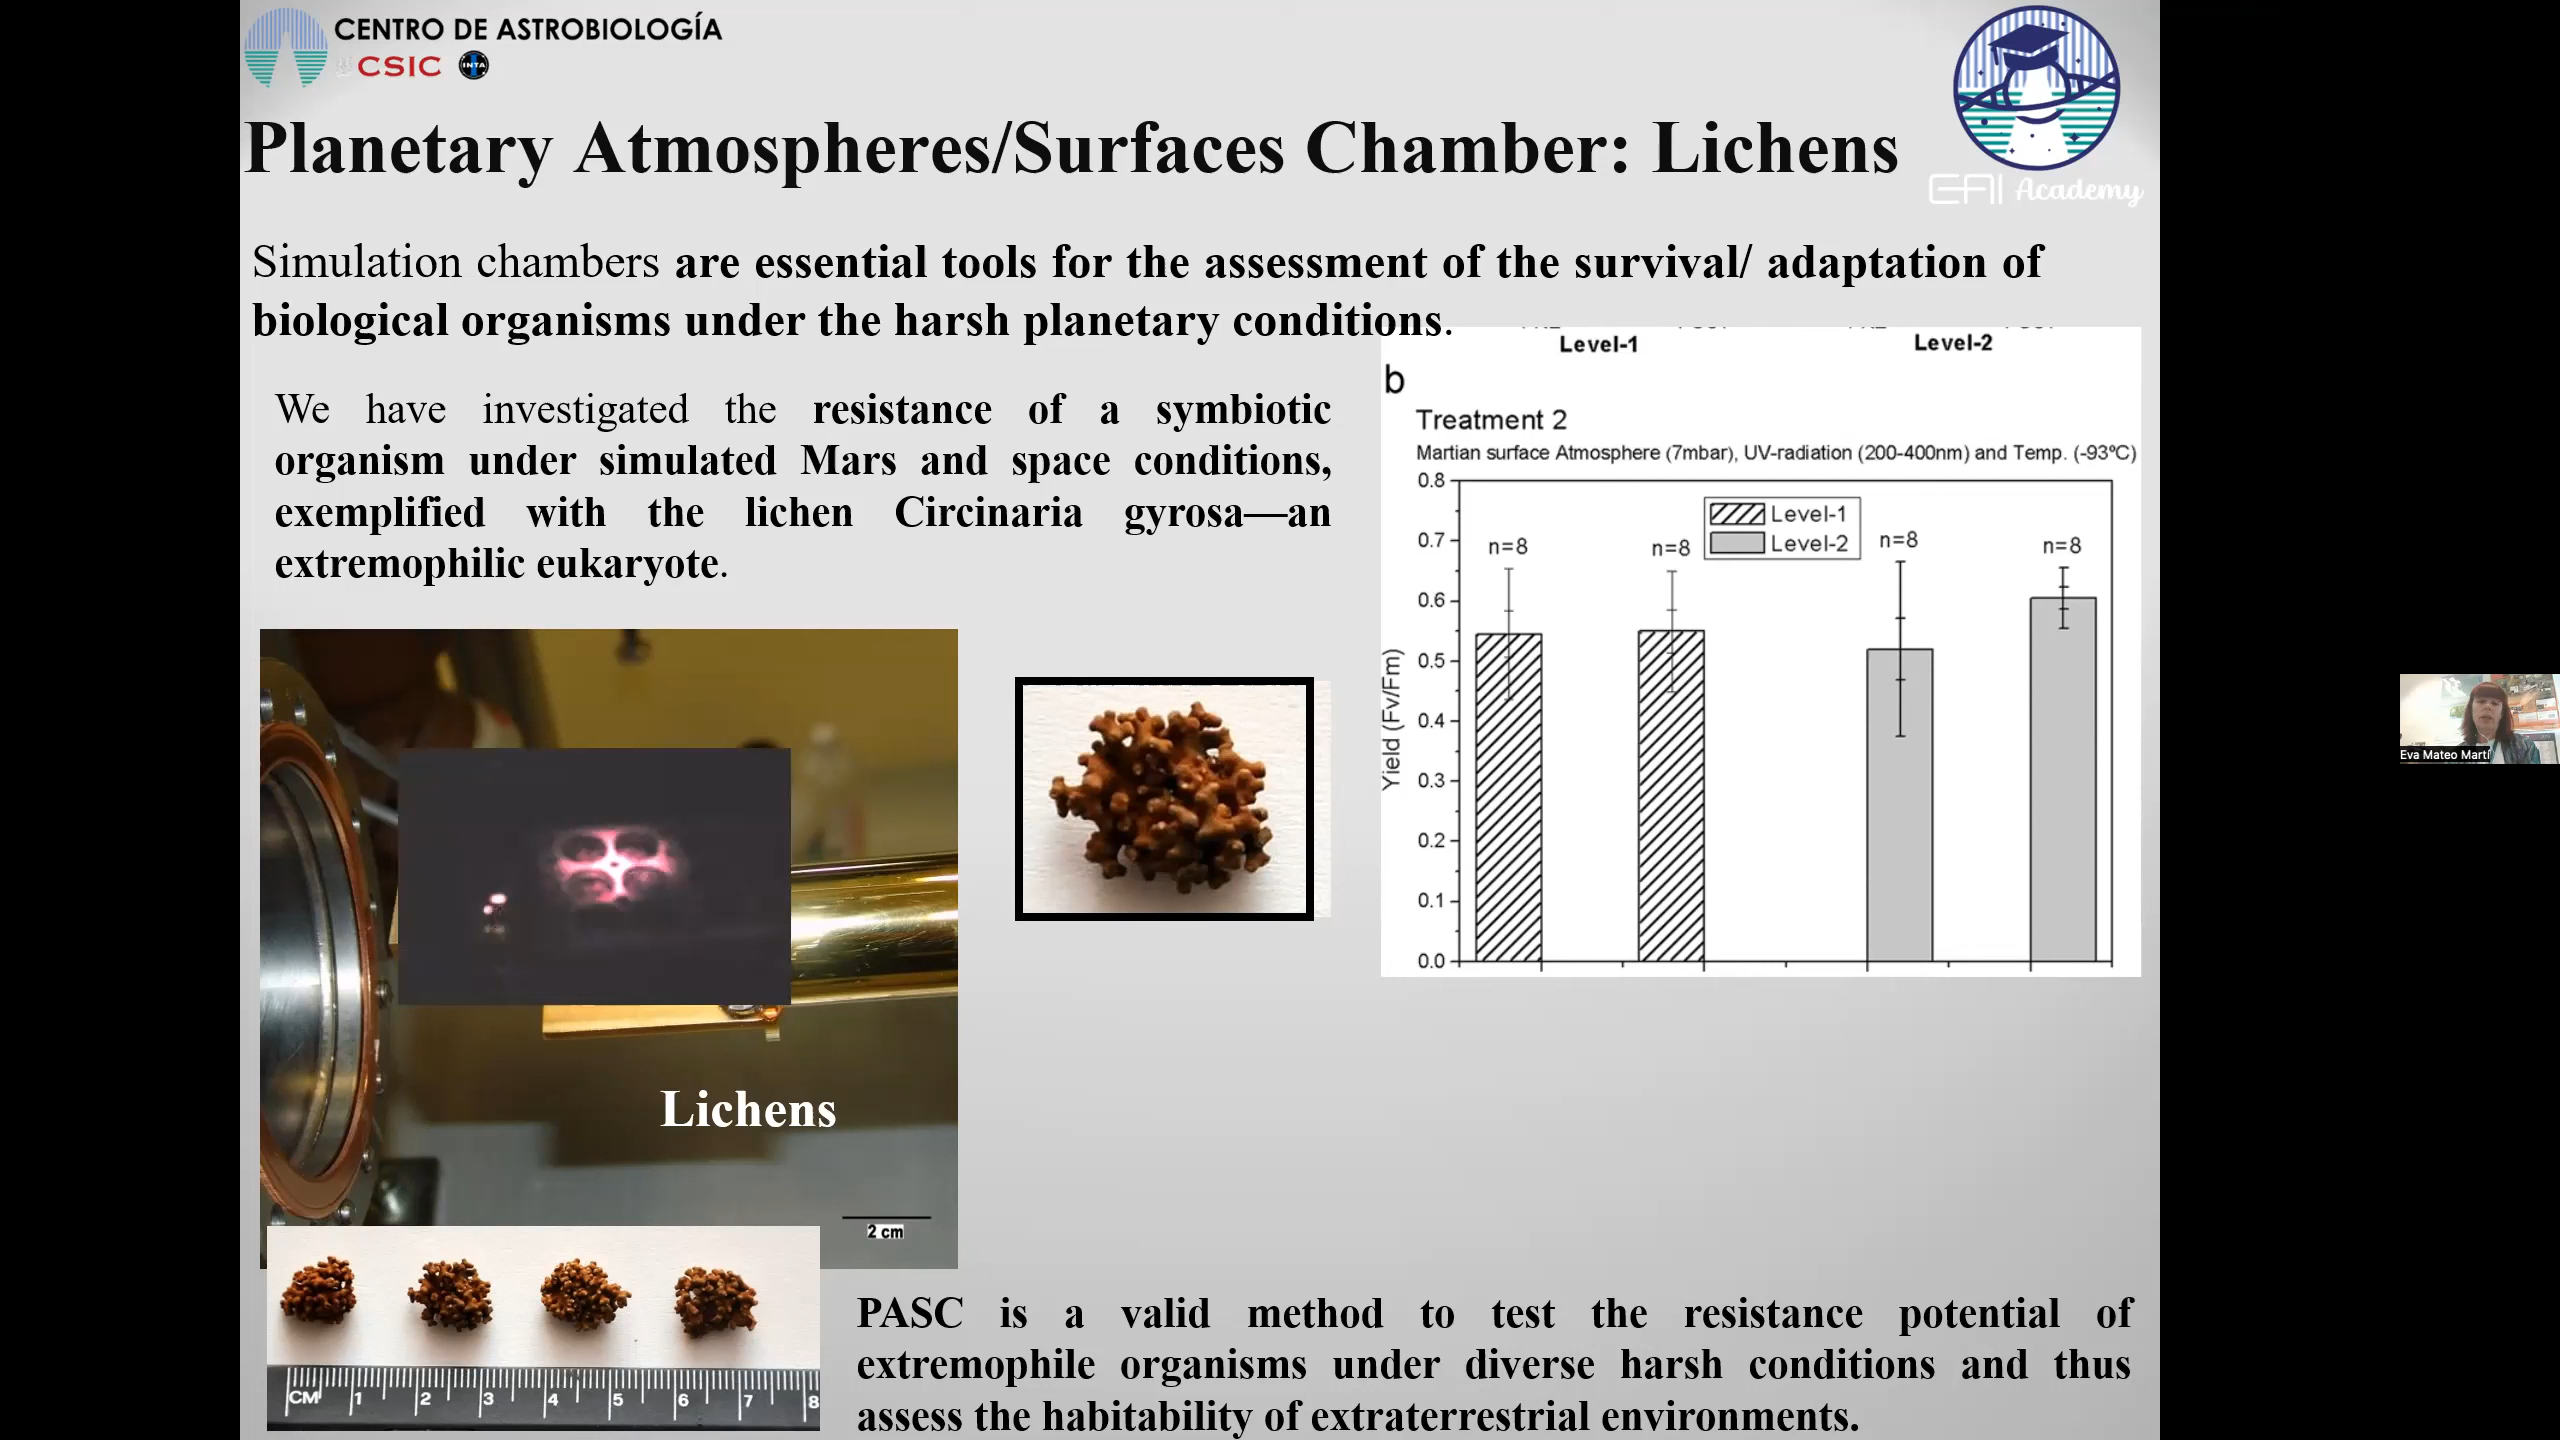 CENTRO DE ASTROBIOLOGÍA
CSIC INTA
EAI Academy
Planetary Atmospheres/Surfaces Chamber: Lichens
Simulation chambers are essential tools for the assessment of the survival/ adaptation of
biological organisms under the harsh planetary conditions.
We have investigated the resistance of a symbiotic
organism under simulated Mars and space conditions,
exemplified with the lichen Circinaria gyrosa—an
extremophilic eukaryote.
Level-1 Level-2
b
Treatment 2
Martian surface Atmosphere (7mbar), UV-radiation (200-400nm) and Temp. (-93ºC)
Yield (Fv/Fm)
0.8
0.7
0.6
0.5
0.4
0.3
0.2
0.1
0.0
Level-1
Level-2
n=8 n=8 n=8 n=8
Eva Mateo Martí
Lichens
2 cm
CM 1 2 3 4 5 6 7 8
PASC is a valid method to test the resistance potential of
extremophile organisms under diverse harsh conditions and thus
assess the habitability of extraterrestrial environments.